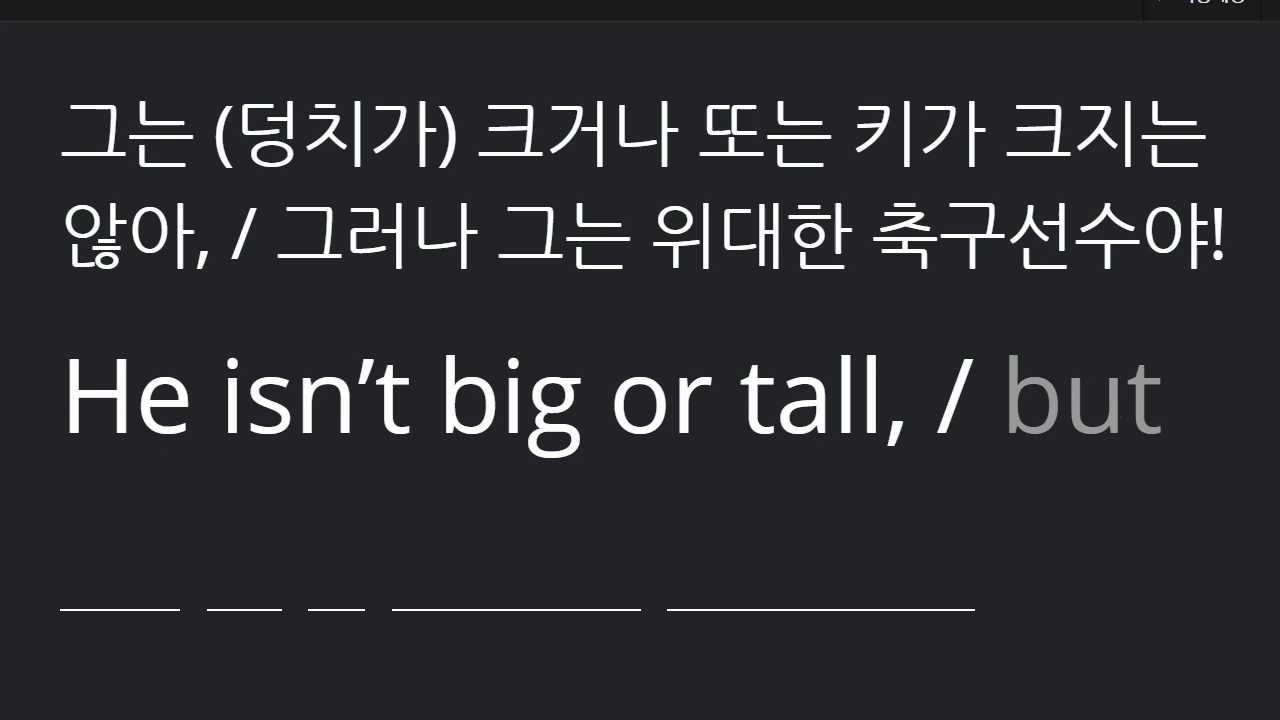 그는 (덩치가) 크거나 또는 키가 크지는
않아, / 그러나 그는 위대한 축구선수야!
He isn’t big or tall, / but